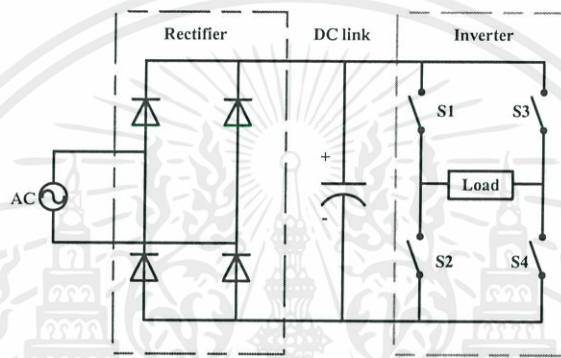 Rectifier DC link Inverter
S1 S3
+
AC
Load
-
S2 S4